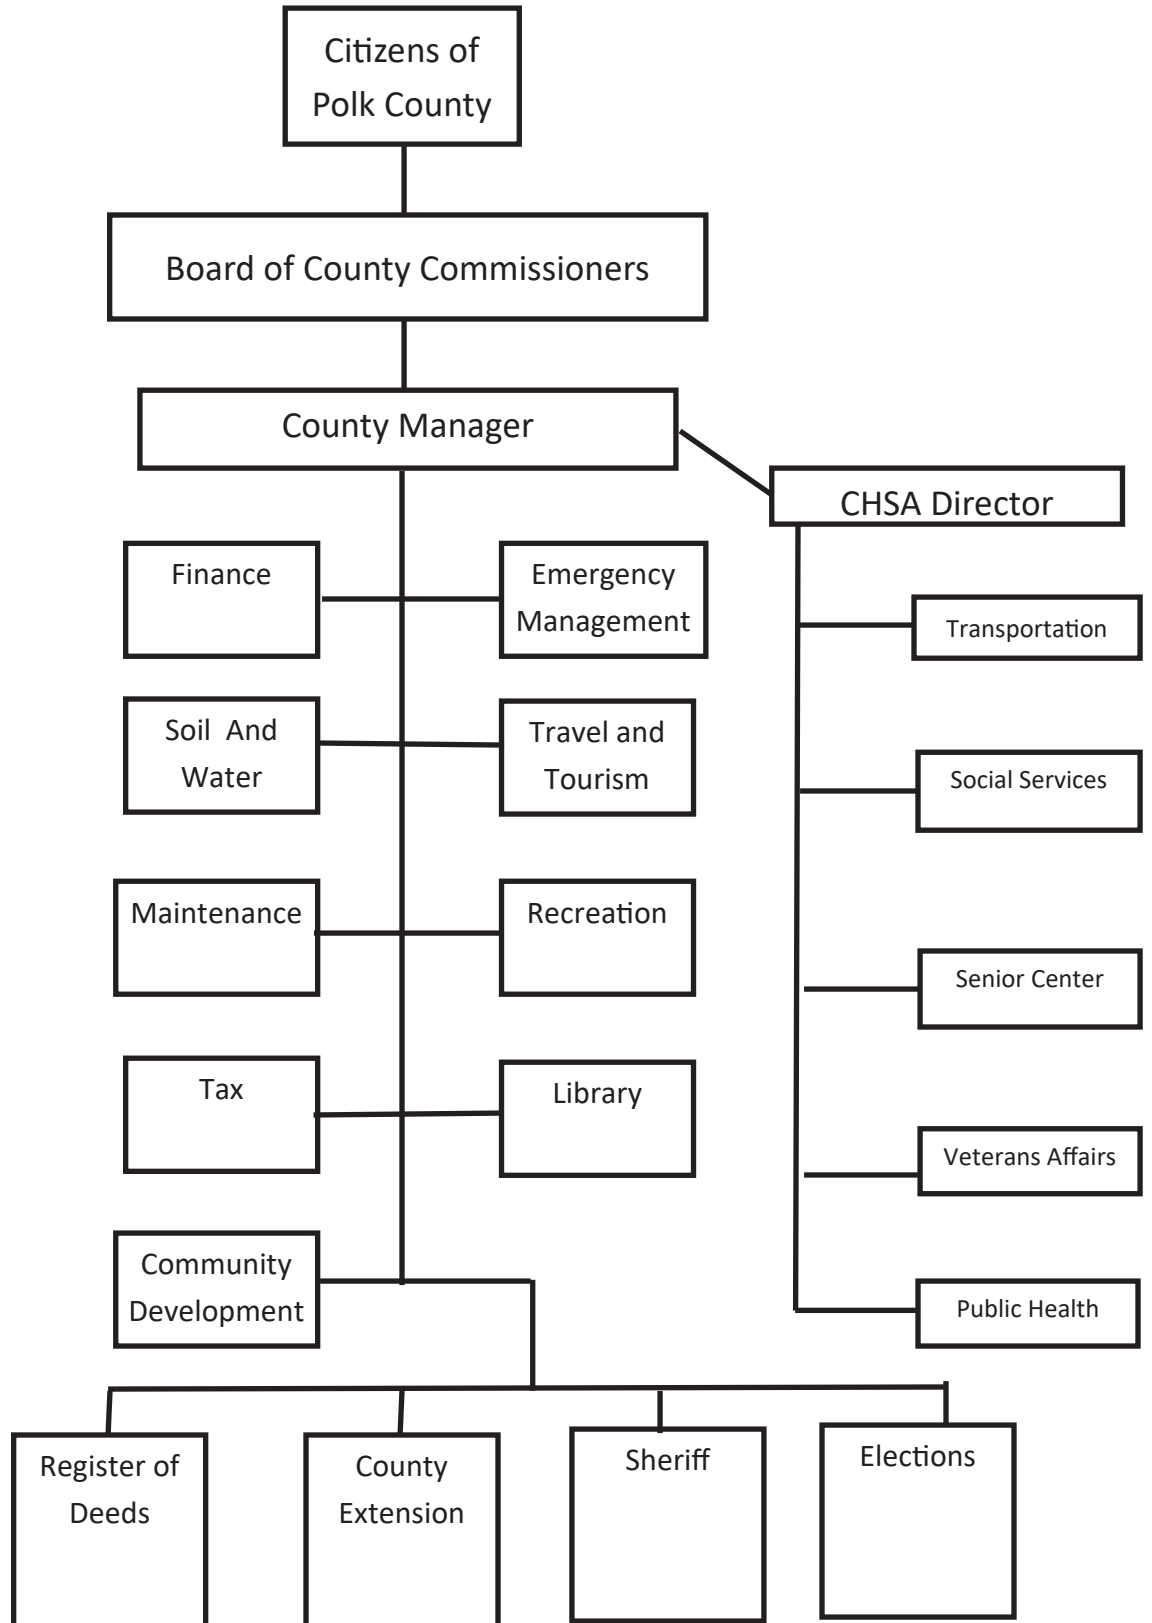 Citizens of
Polk County
Board of County Commissioners
County Manager
CHSA Director
Finance
Emergency
Management
Transportation
Soil And
Water
Travel and
Tourism
Social Services
Maintenance
Recreation
Senior Center
Tax
Library
Veterans Affairs
Community
Development
Public Health
Register of
Deeds
County
Extension
Sheriff
Elections